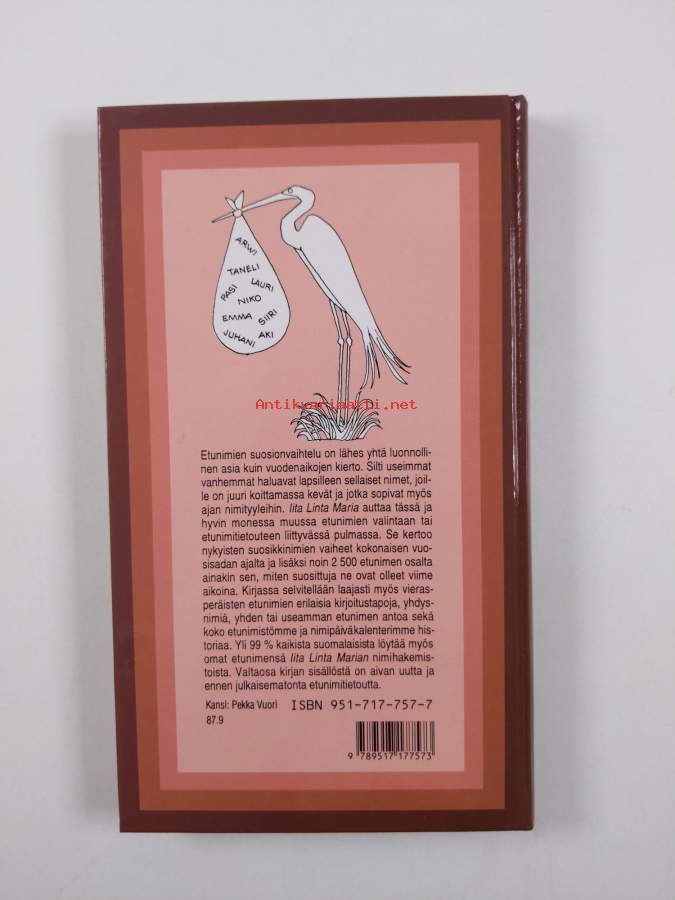 ARWI
TANELI
PASI
LAURI
NIKO
EMMA
SIIRI
JUHANI
AKI
Antikvariaatti.net
Etunimien suosionvaihtelu on lähes yhtä luonnolli-
nen asia kuin vuodenaikojen kierto. Silti useimmat
vanhemmat haluavat lapsilleen sellaiset nimet, joil-
le on juuri koittamassa kevät ja jotka sopivat myös
ajan nimityyleihin. Iita Linta Maria auttaa tässä ja
hyvin monessa muussa etunimien valintaan tai
etunimitietouteen liittyvässä pulmassa. Se kertoo
nykyisten suosikkinimien vaiheet kokonaisen vuo-
sisadan ajalta ja lisäksi noin 2 500 etunimen osalta
ainakin sen, miten suosittuja ne ovat olleet viime
aikoina. Kirjassa selvitellään laajasti myös vieras-
peräisten etunimien erilaisia kirjoitustapoja, yhdys-
nimiä, yhden tai useamman etunimen antoa sekä
koko etunimistömme ja nimipäiväkalenterimme his-
toriaa. Yli 99 % kaikista suomalaisista löytää myös
omat etunimensä Iita Linta Marian nimihakemis-
toista. Valtaosa kirjan sisällöstä on aivan uutta ja
ennen julkaisematonta etunimitietoutta.
Kansi: Pekka Vuori ISBN 951-717-757-7
87.9
9 789517 177573